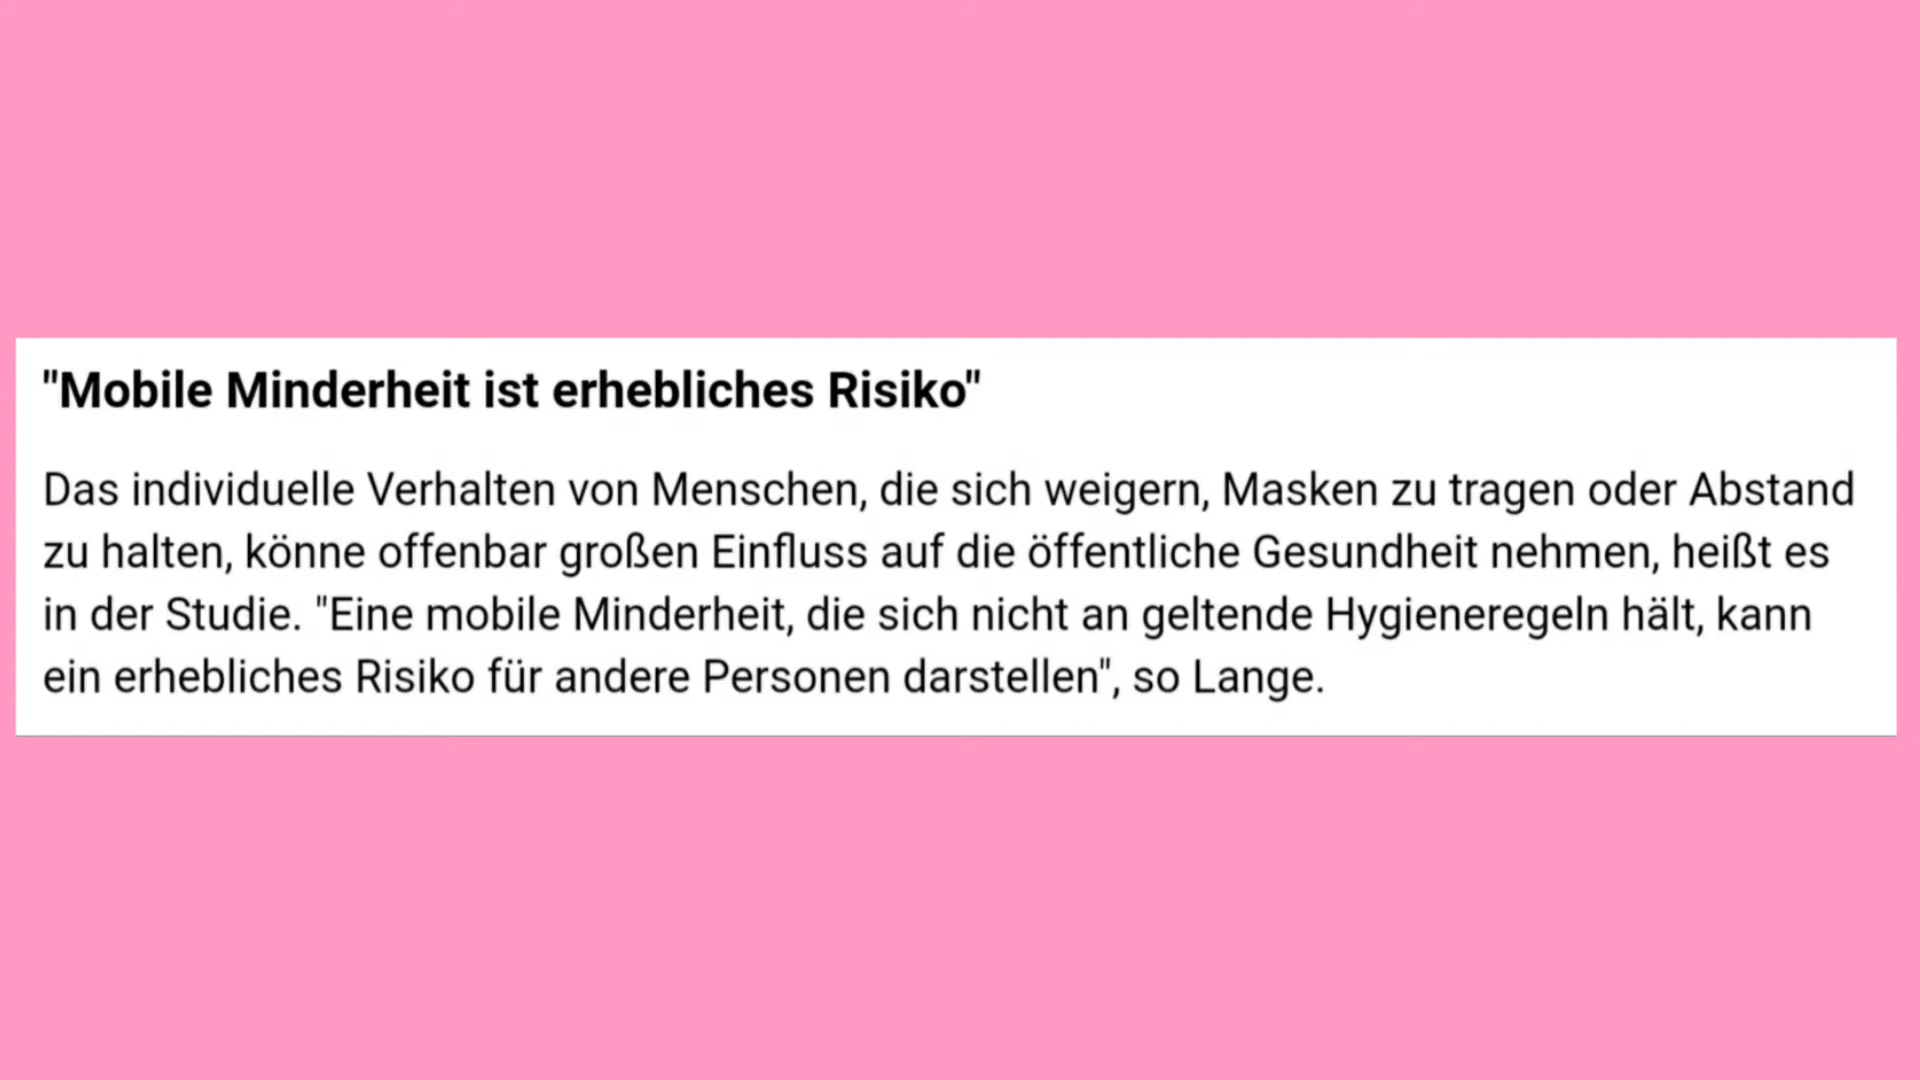 "Mobile Minderheit ist erhebliches Risiko"
Das individuelle Verhalten von Menschen, die sich weigern, Masken zu tragen oder Abstand
zu halten, könne offenbar großen Einfluss auf die öffentliche Gesundheit nehmen, heißt es
in der Studie. "Eine mobile Minderheit, die sich nicht an geltende Hygieneregeln hält, kann
ein erhebliches Risiko für andere Personen darstellen", so Lange.